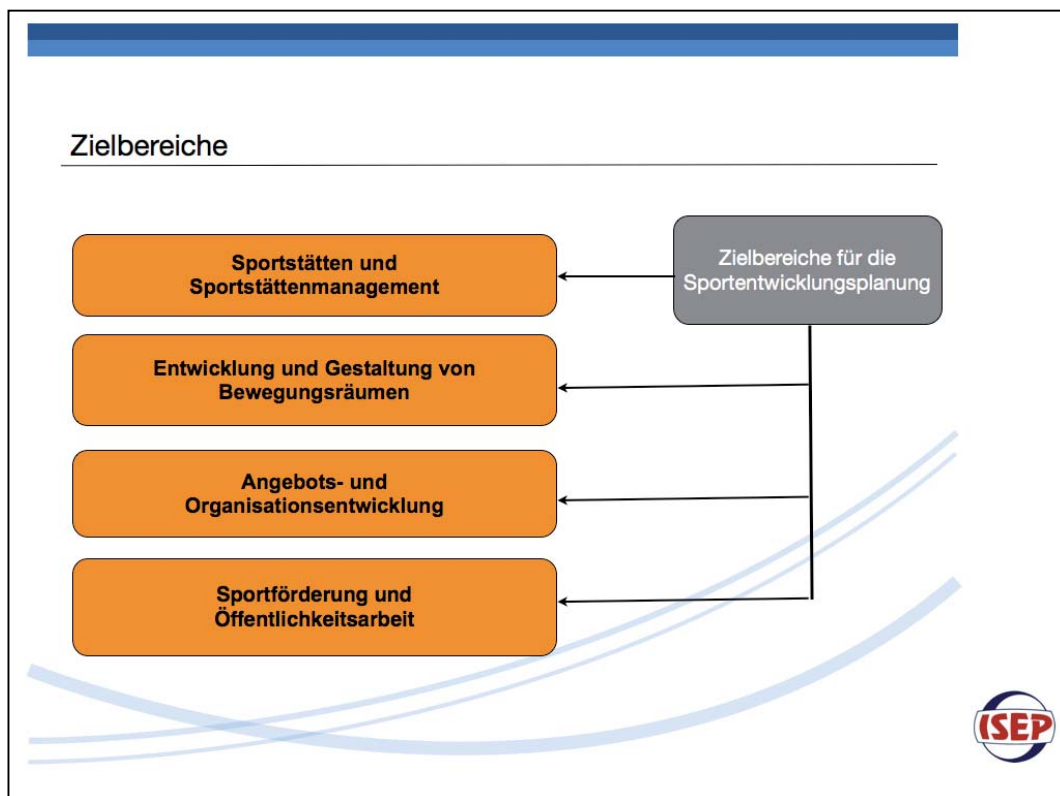 Zielbereiche
Zielbereiche für die
Sportentwicklungsplanung
Sportstätten und
Sportstättenmanagement
Entwicklung und Gestaltung von
Bewegungsräumen
Angebots- und
Organisationsentwicklung
Sportförderung und
Öffentlichkeitsarbeit
ISEP